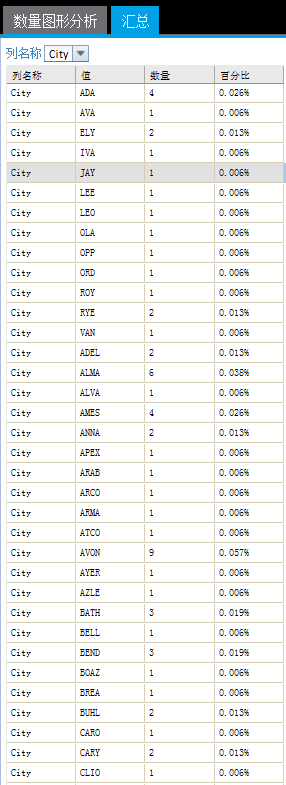 数量图形分析 汇总
列名称 City
列名称 值 数量 百分比
City ADA 4 0.026%
City AVA 1 0.006%
City ELY 2 0.013%
City IVA 1 0.006%
City JAY 1 0.006%
City LEE 1 0.006%
City LEO 1 0.006%
City OLA 1 0.006%
City OPP 1 0.006%
City ORD 1 0.006%
City ROY 1 0.006%
City RYE 2 0.013%
City VAN 1 0.006%
City ADEL 2 0.013%
City ALMA 6 0.038%
City ALVA 1 0.006%
City AMES 4 0.026%
City ANNA 2 0.013%
City APEX 1 0.006%
City ARAB 1 0.006%
City ARCO 1 0.006%
City ARMA 1 0.006%
City ATCO 1 0.006%
City AVON 9 0.057%
City AYER 1 0.006%
City AZLE 1 0.006%
City BATH 3 0.019%
City BELL 1 0.006%
City BEND 3 0.019%
City BOAZ 1 0.006%
City BREA 1 0.006%
City BUHL 2 0.013%
City CARO 1 0.006%
City CARY 2 0.013%
City CLIO 1 0.006%